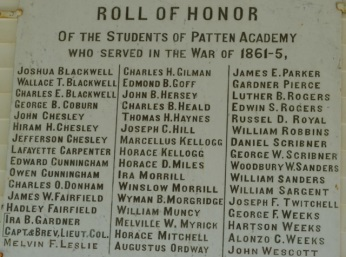 ROLL OF HONOR
OF THE STUDENTS OF PATTEN ACADEMY
WHO SERVED IN THE WAR OF 1861-5,
JOSHUA BLACKWELL
WALLACE T. BLACKWELL
CHARLES E. BLACKWELL
GEORGE B. COBURN
JOHN CHESLEY
HIRAM H. CHESLEY
JEFFERSON CHESLEY
LAFAYETTE CARPENTER
EDWARD CUNNINGHAM
OWEN CUNNINGHAM
CHARLES O. DONHAM
JAMES W. FAIRFIELD
HADLEY FAIRFIELD
IRA B. GARDNER
CAPT. & BREV. LIEUT. COL.
MELVIN F. LESLIE
CHARLES H. GILMAN
EDMOND B. GOFF
JOHN B. HERSEY
CHARLES B. HEALD
THOMAS H. HAYNES
JOSEPH C. HILL
MARCELLUS KELLOGG
HORACE KELLOGG
HORACE D. MILES
IRA MORRILL
WINSLOW MORRILL
WYMAN B. MORGRIDGE
WILLIAM MUNCY
MELVILLE W. MYRICK
HORACE MITCHELL
AUGUSTUS ORDWAY
JAMES E. PARKER
GARDNER PIERCE
LUTHER B. ROGERS
EDWIN S. ROGERS
RUSSEL D. ROYAL
WILLIAM ROBBINS
DANIEL SCRIBNER
GEORGE W. SCRIBNER
WOODBURY W. SANDERS
WILLIAM SANDERS
WILLIAM SARGENT
JOSEPH F. TWITCHELL
GEORGE F. WEEKS
HARTSON WEEKS
ALONZO C. WEEKS
JOHN WESCOTT